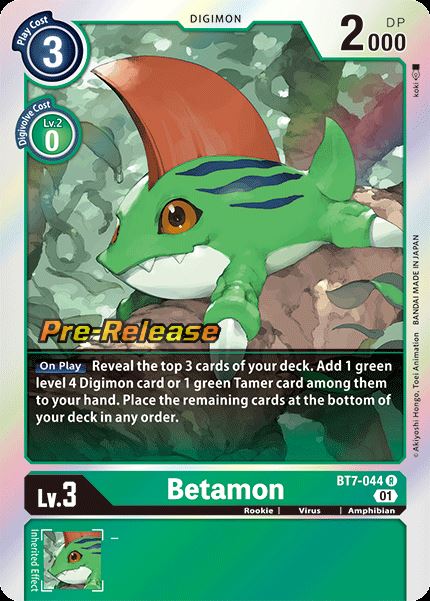 Play Cost
3
DIGIMON
DP
2000
Digivolve Cost
Lv.2
0
koki
Pre-Release
On Play Reveal the top 3 cards of your deck. Add 1 green
level 4 Digimon card or 1 green Tamer card among them
to your hand. Place the remaining cards at the bottom of
your deck in any order.
© Akiyoshi Hongo, Toei Animation BANDAI MADE IN JAPAN
Lv.3
Betamon
BT7-044 R
01
Rookie | Virus | Amphibian
Inherited Effect
–